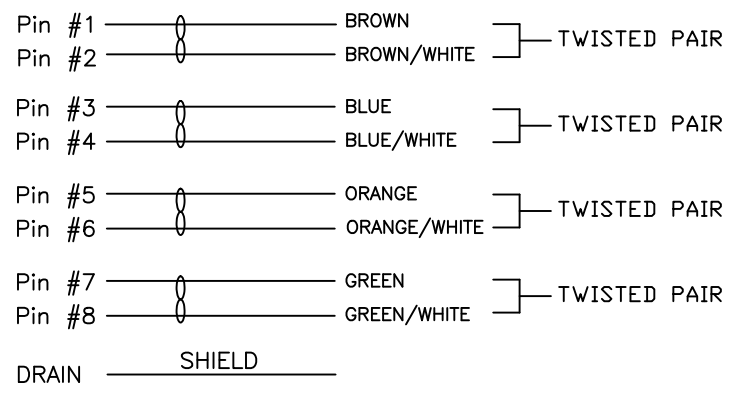 Pin #1 BROWN
TWISTED PAIR
Pin #2 BROWN/WHITE
Pin #3 BLUE
TWISTED PAIR
Pin #4 BLUE/WHITE
Pin #5 ORANGE
TWISTED PAIR
Pin #6 ORANGE/WHITE
Pin #7 GREEN
TWISTED PAIR
Pin #8 GREEN/WHITE
SHIELD
DRAIN